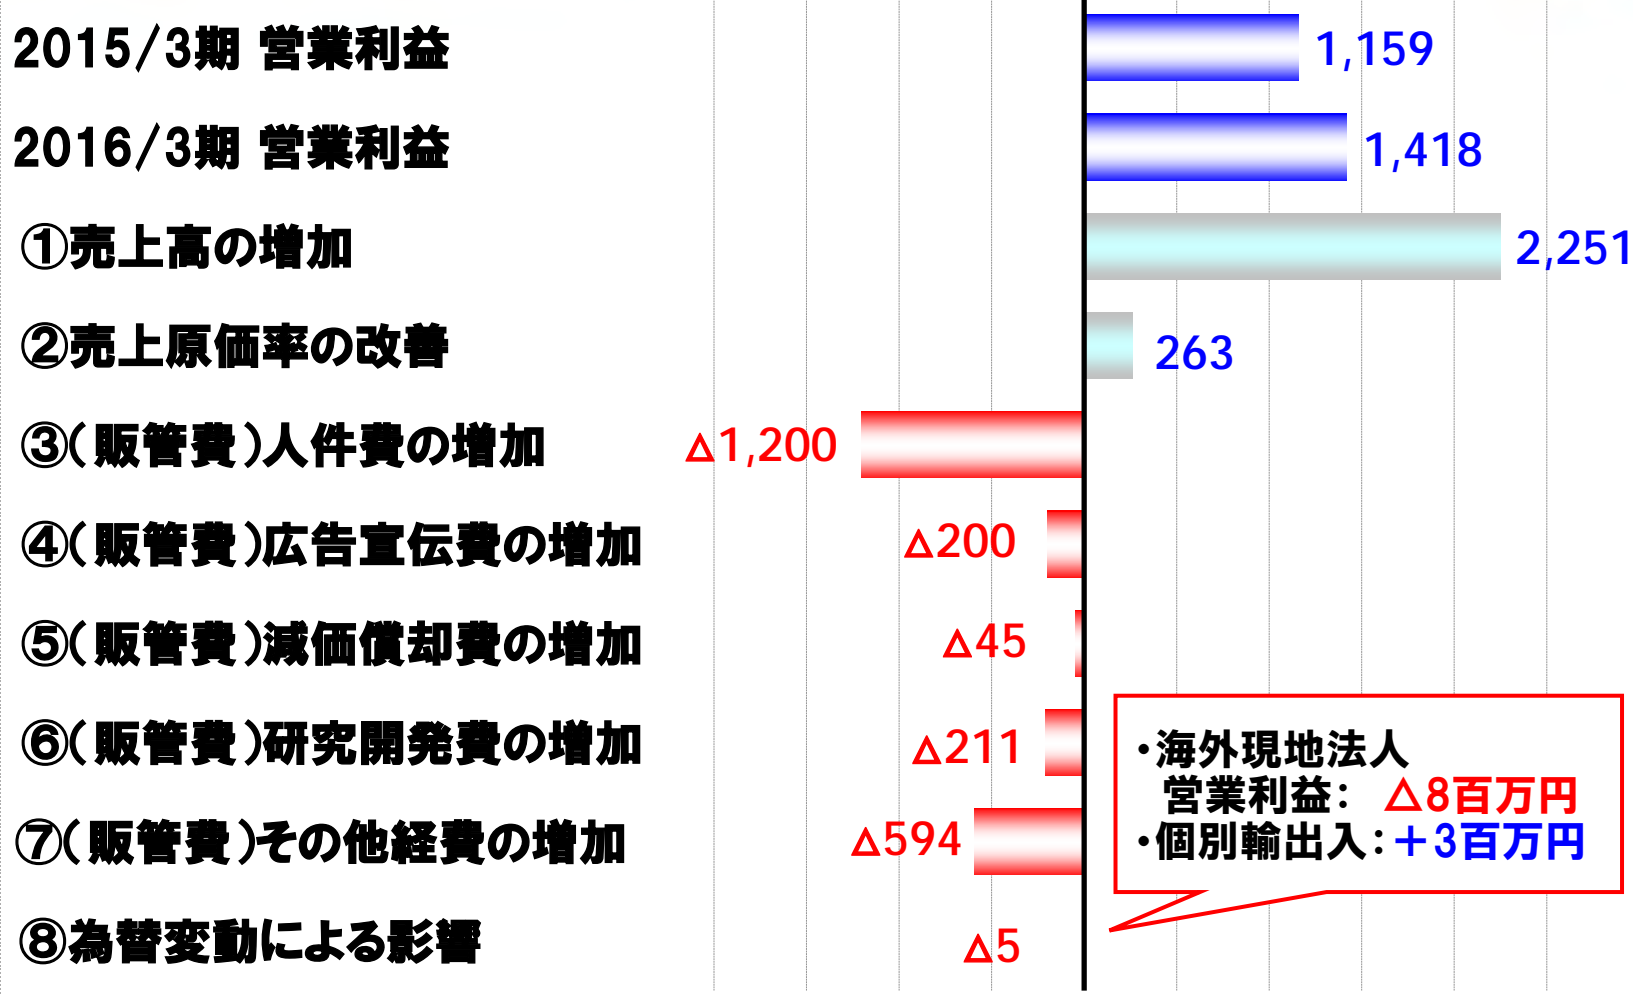 2015/3期 営業利益 1,159
2016/3期 営業利益 1,418
①売上高の増加 2,251
②売上原価率の改善 263
③(販管費)人件費の増加 △1,200
④(販管費)広告宣伝費の増加 △200
⑤(販管費)減価償却費の増加 △45
⑥(販管費)研究開発費の増加 △211
⑦(販管費)その他経費の増加 △594
⑧為替変動による影響 △5
・海外現地法人
営業利益: △8百万円
・個別輸出入:+3百万円